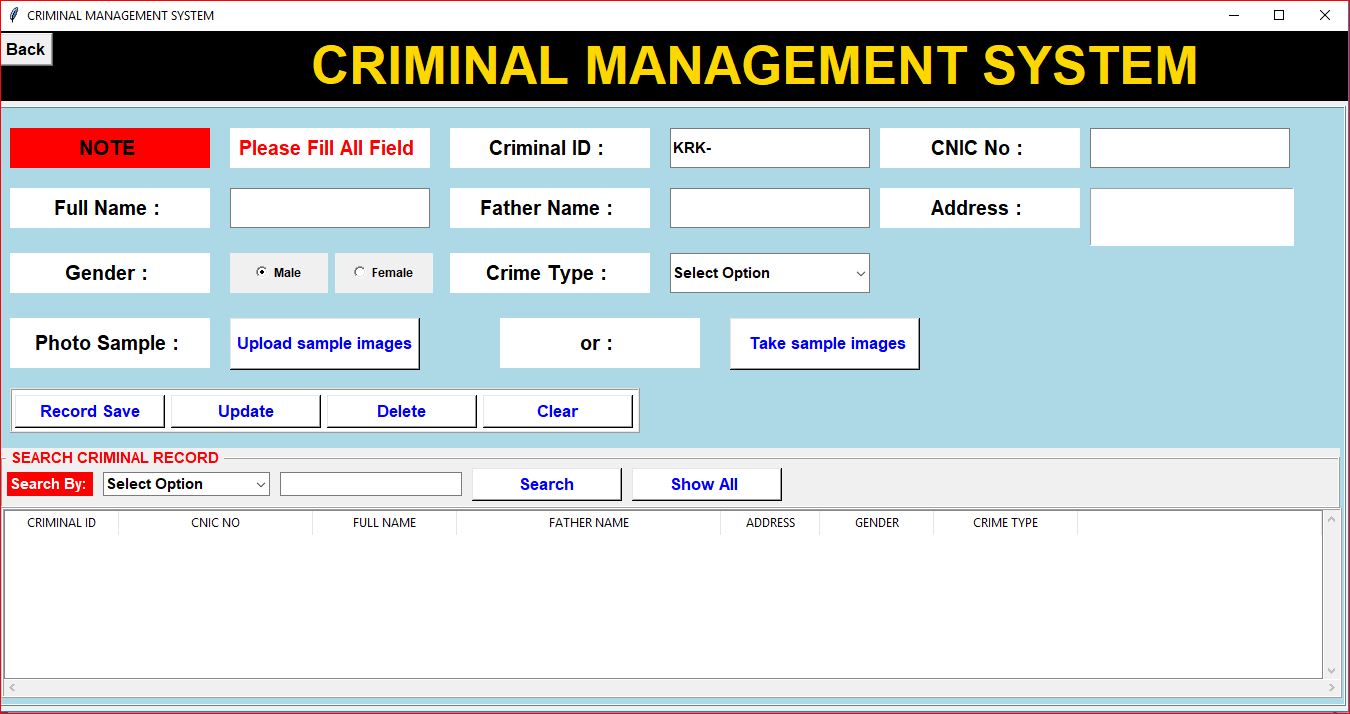 CRIMINAL MANAGEMENT SYSTEM
Back
CRIMINAL MANAGEMENT SYSTEM
NOTE Please Fill All Field Criminal ID : KRK- CNIC No :
Full Name : Father Name : Address :
Gender : Male Female Crime Type : Select Option
Photo Sample : Upload sample images or : Take sample images
Record Save Update Delete Clear
SEARCH CRIMINAL RECORD
Search By: Select Option Search Show All
CRIMINAL ID CNIC NO FULL NAME FATHER NAME ADDRESS GENDER CRIME TYPE